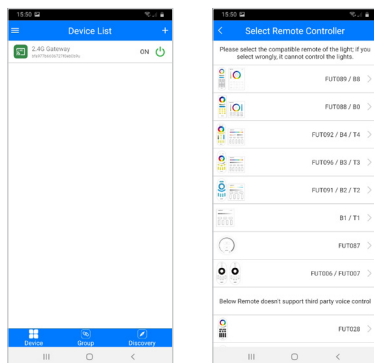 15:50
Device List
+
2.4G Gateway
ON
Device
Group
Discovery
15:50
Select Remote Controller
Please select the compatible remote of the light; if you
select wrongly, it cannot control the lights.
FUT089 / B8
FUT088 / B0
FUT092 / B4 / T4
FUT096 / B3 / T3
FUT091 / B2 / T2
B1 / T1
FUT087
FUT006 / FUT007
Below Remote doesn't support third party voice control
FUT028